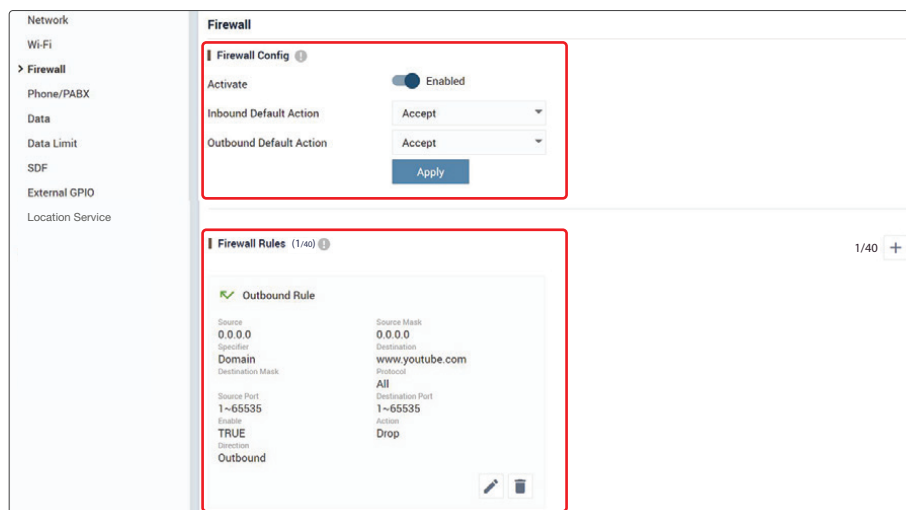 Network
Wi-Fi
Firewall
Phone/PABX
Data
Data Limit
SDF
External GPIO
Location Service
Firewall
Firewall Config
Activate
Enabled
Inbound Default Action
Accept
Outbound Default Action
Accept
Apply
Firewall Rules (1/40)
1/40 +
Outbound Rule
Source
Source Mask
0.0.0.0
0.0.0.0
Specifier
Destination
Domain
www.youtube.com
Destination Mask
Protocol
All
Source Port
Destination Port
1~65535
1~65535
Enable
Action
TRUE
Drop
Direction
Outbound